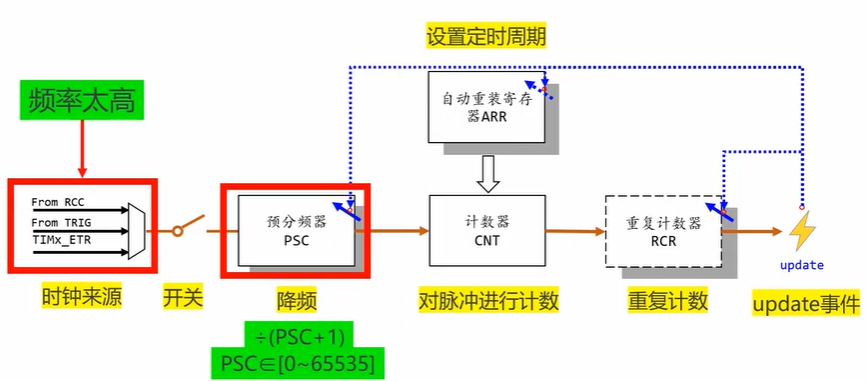 设置定时周期
频率太高
自动重装寄存
器ARR
From RCC
From TRIG
TIMx_ETR
预分频器
PSC
计数器
CNT
重复计数器
RCR
update
时钟来源
开关
降频
对脉冲进行计数
重复计数
update事件
÷(PSC+1)
PSC∈[0~65535]